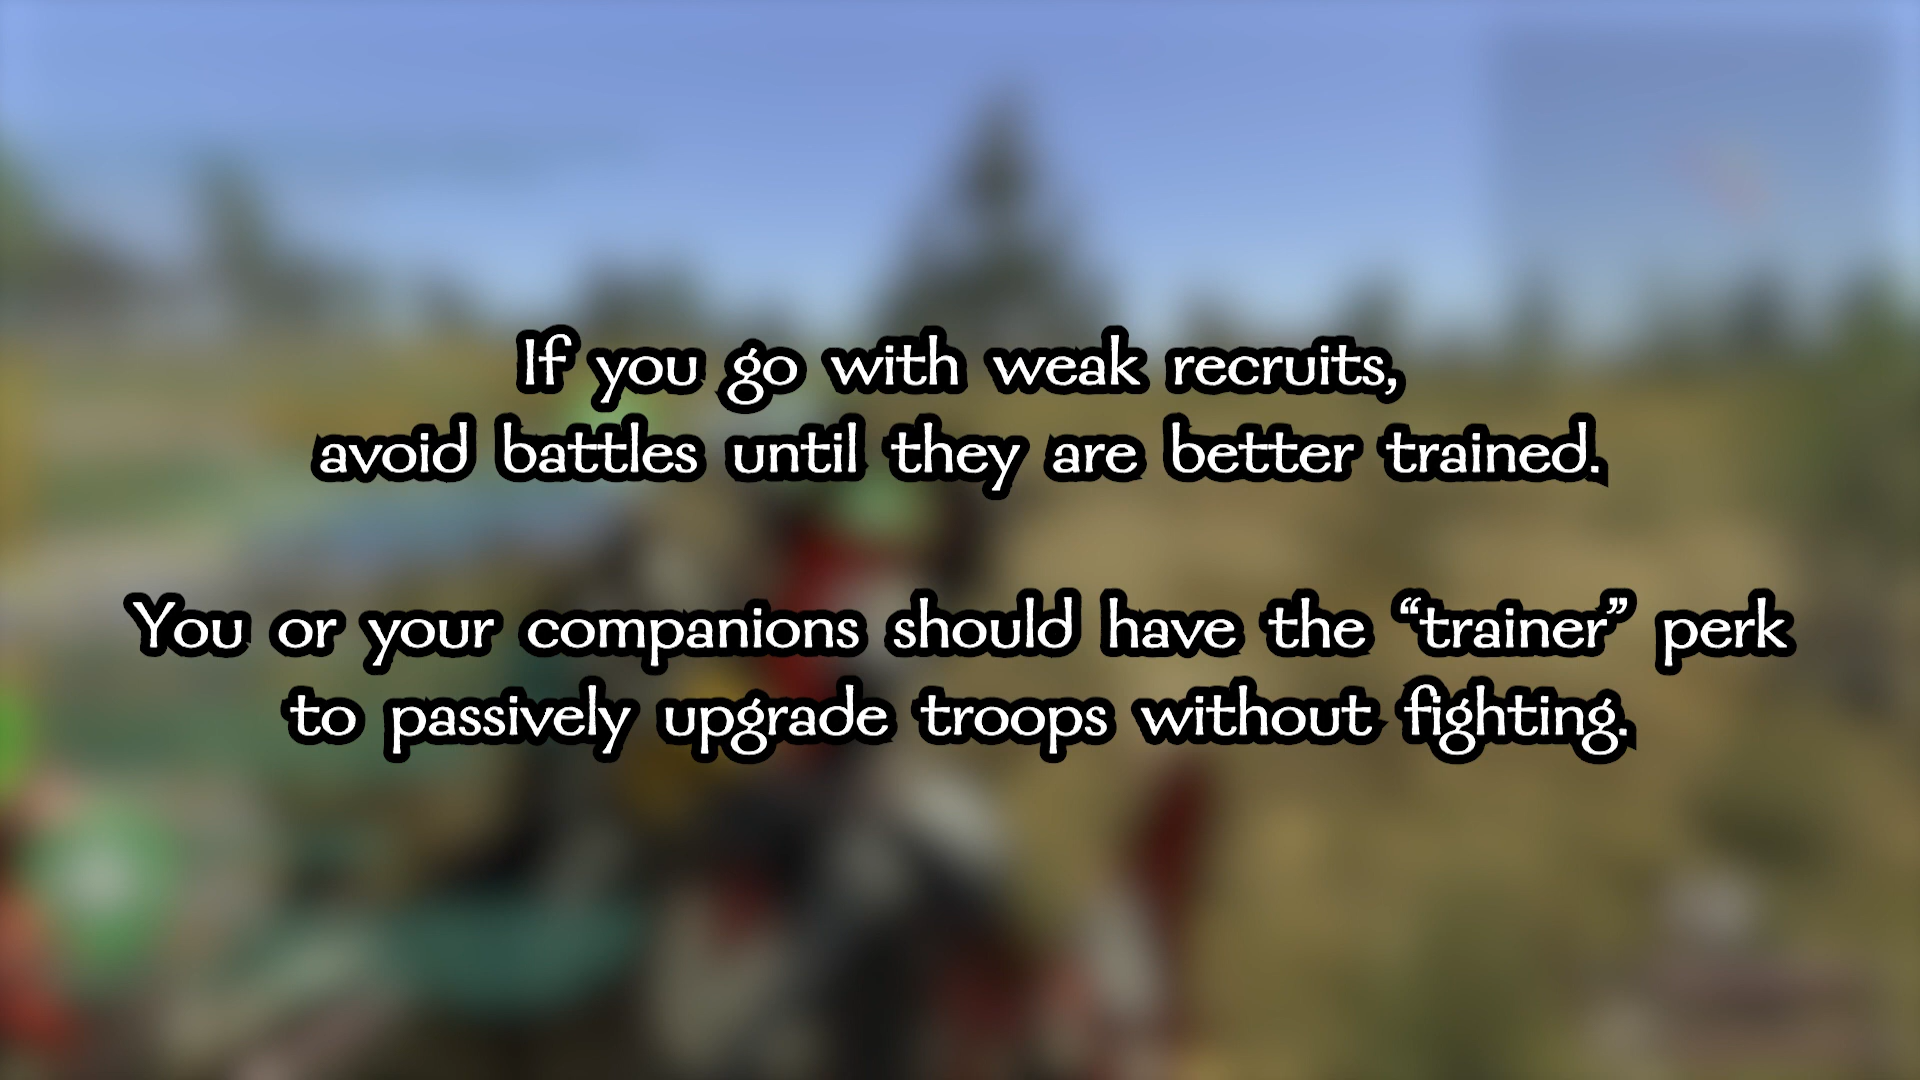 If you go with weak recruits,
avoid battles until they are better trained.
You or your companions should have the “trainer” perk
to passively upgrade troops without fighting.